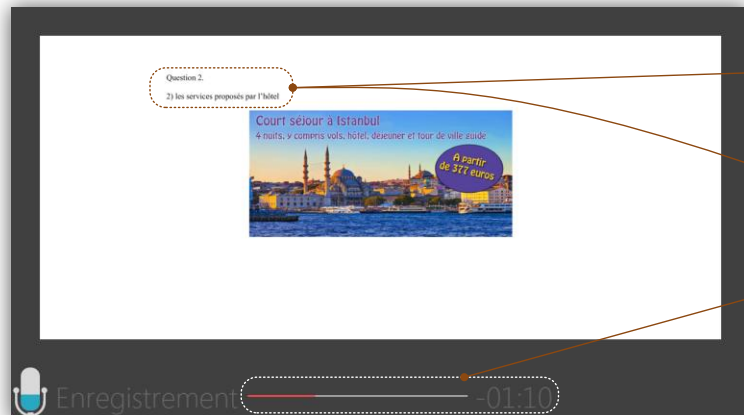 Question 2.
2) les services proposés par l'hôtel
Court séjour à Istanbul
4 nuits, y compris vols, hôtel, déjeuner et tour de ville guidé
A partir
de 377 euros
Enregistrement -01:10